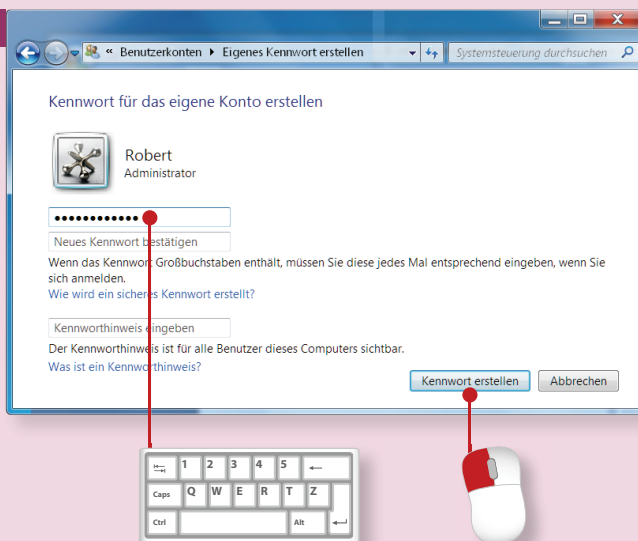 « Benutzerkonten ▸ Eigenes Kennwort erstellen
Systemsteuerung durchsuchen
Kennwort für das eigene Konto erstellen
Robert
Administrator
••••••••••••
Neues Kennwort bestätigen
Wenn das Kennwort Großbuchstaben enthält, müssen Sie diese jedes Mal entsprechend eingeben, wenn Sie
sich anmelden.
Wie wird ein sicheres Kennwort erstellt?
Kennworthinweis eingeben
Der Kennworthinweis ist für alle Benutzer dieses Computers sichtbar.
Was ist ein Kennworthinweis?
Kennwort erstellen
Abbrechen
1 2 3 4 5
Caps Q W E R T Z
Ctrl Alt